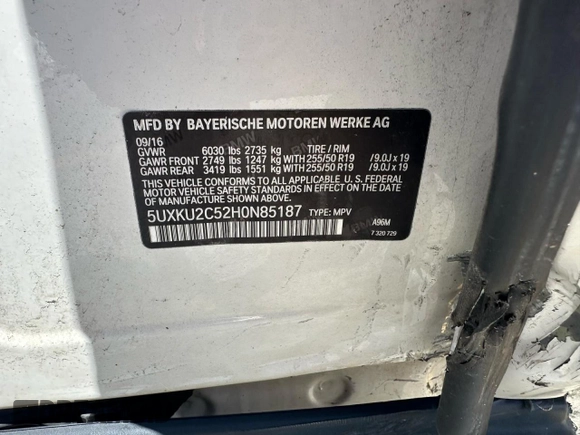 MFD BY BAYERISCHE MOTOREN WERKE AG
09/16
GVWR 6030 lbs 2735 kg TIRE / RIM
GAWR FRONT 2749 lbs 1247 kg WITH 255/50 R19 /9.0J x 19
GAWR REAR 3419 lbs 1551 kg WITH 255/50 R19 /9.0J x 19
THIS VEHICLE CONFORMS TO ALL APPLICABLE U.S. FEDERAL
MOTOR VEHICLE SAFETY STANDARDS IN EFFECT ON THE DATE
OF MANUFACTURE SHOWN ABOVE.
5UXKU2C52H0N85187 TYPE: MPV
A96M
7 320 729